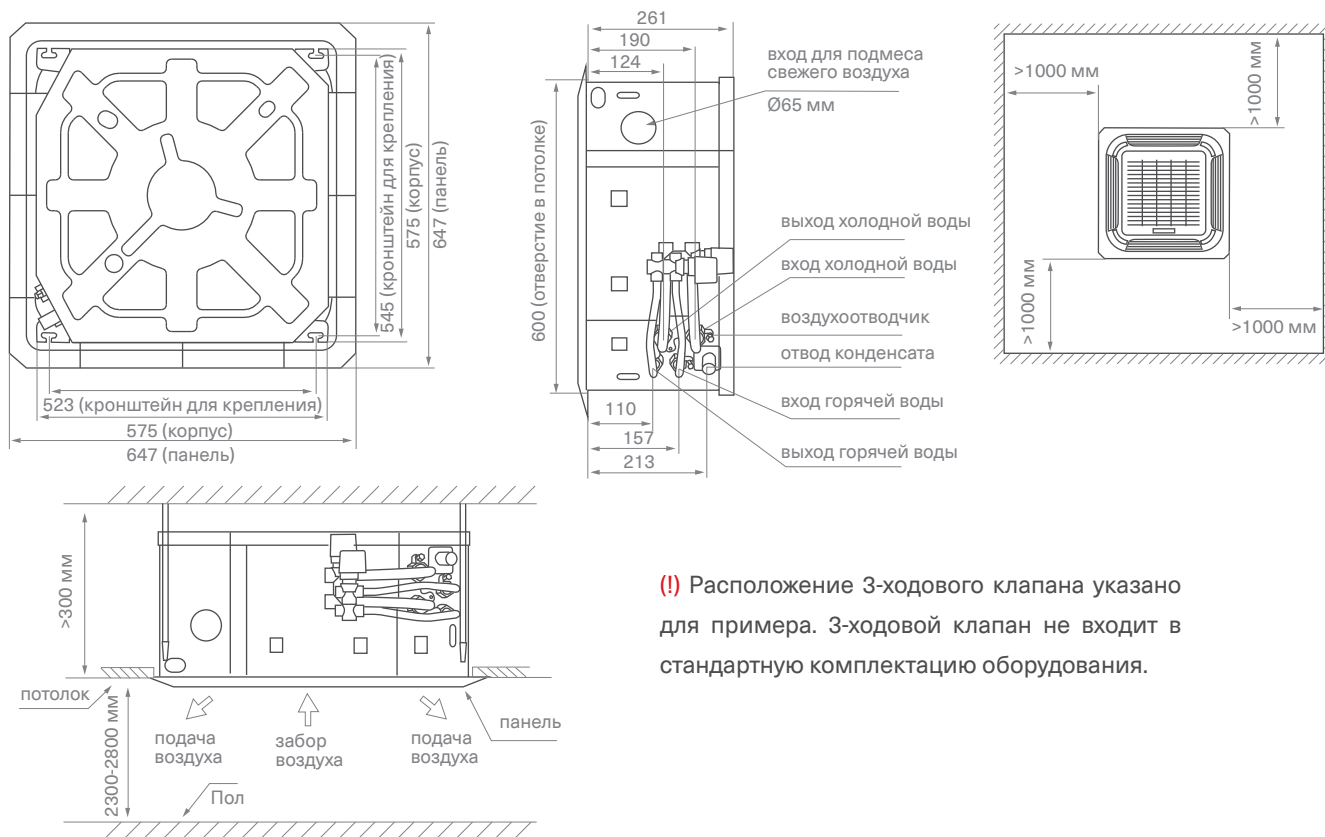 545 (кронштейн для крепления)
575 (корпус)
647 (панель)
523 (кронштейн для крепления)
575 (корпус)
647 (панель)
261
190
124
вход для подмеса
свежего воздуха
Ø65 мм
600 (отверстие в потолке)
выход холодной воды
вход холодной воды
воздухоотводчик
отвод конденсата
вход горячей воды
выход горячей воды
110
157
213
>1000 мм
>1000 мм
>1000 мм
>1000 мм
>300 мм
потолок
2300-2800 мм
подача
воздуха
забор
воздуха
подача
воздуха
панель
Пол
(!) Расположение 3-ходового клапана указано
для примера. 3-ходовой клапан не входит в
стандартную комплектацию оборудования.